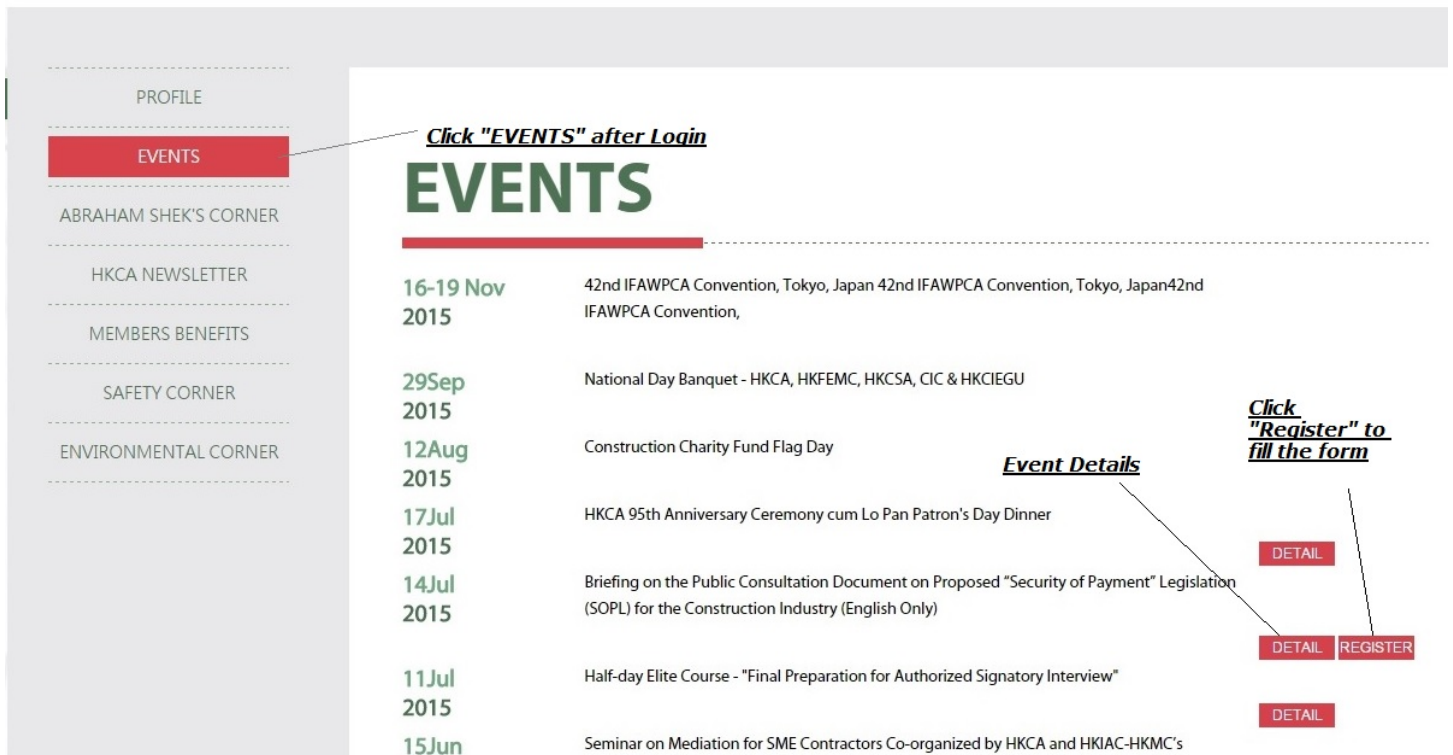 PROFILE
EVENTS
ABRAHAM SHEK'S CORNER
HKCA NEWSLETTER
MEMBERS BENEFITS
SAFETY CORNER
ENVIRONMENTAL CORNER
Click "EVENTS" after Login
EVENTS
16-19 Nov
2015
42nd IFAWPCA Convention, Tokyo, Japan 42nd IFAWPCA Convention, Tokyo, Japan42nd
IFAWPCA Convention,
29Sep
2015
National Day Banquet - HKCA, HKFEMC, HKCSA, CIC & HKCIEGU
12Aug
2015
Construction Charity Fund Flag Day
Event Details
Click
"Register" to
fill the form
17Jul
2015
HKCA 95th Anniversary Ceremony cum Lo Pan Patron's Day Dinner
DETAIL
14Jul
2015
Briefing on the Public Consultation Document on Proposed “Security of Payment” Legislation
(SOPL) for the Construction Industry (English Only)
DETAIL REGISTER
11Jul
2015
Half-day Elite Course - "Final Preparation for Authorized Signatory Interview"
DETAIL
15Jun
Seminar on Mediation for SME Contractors Co-organized by HKCA and HKIAC-HKMC’s